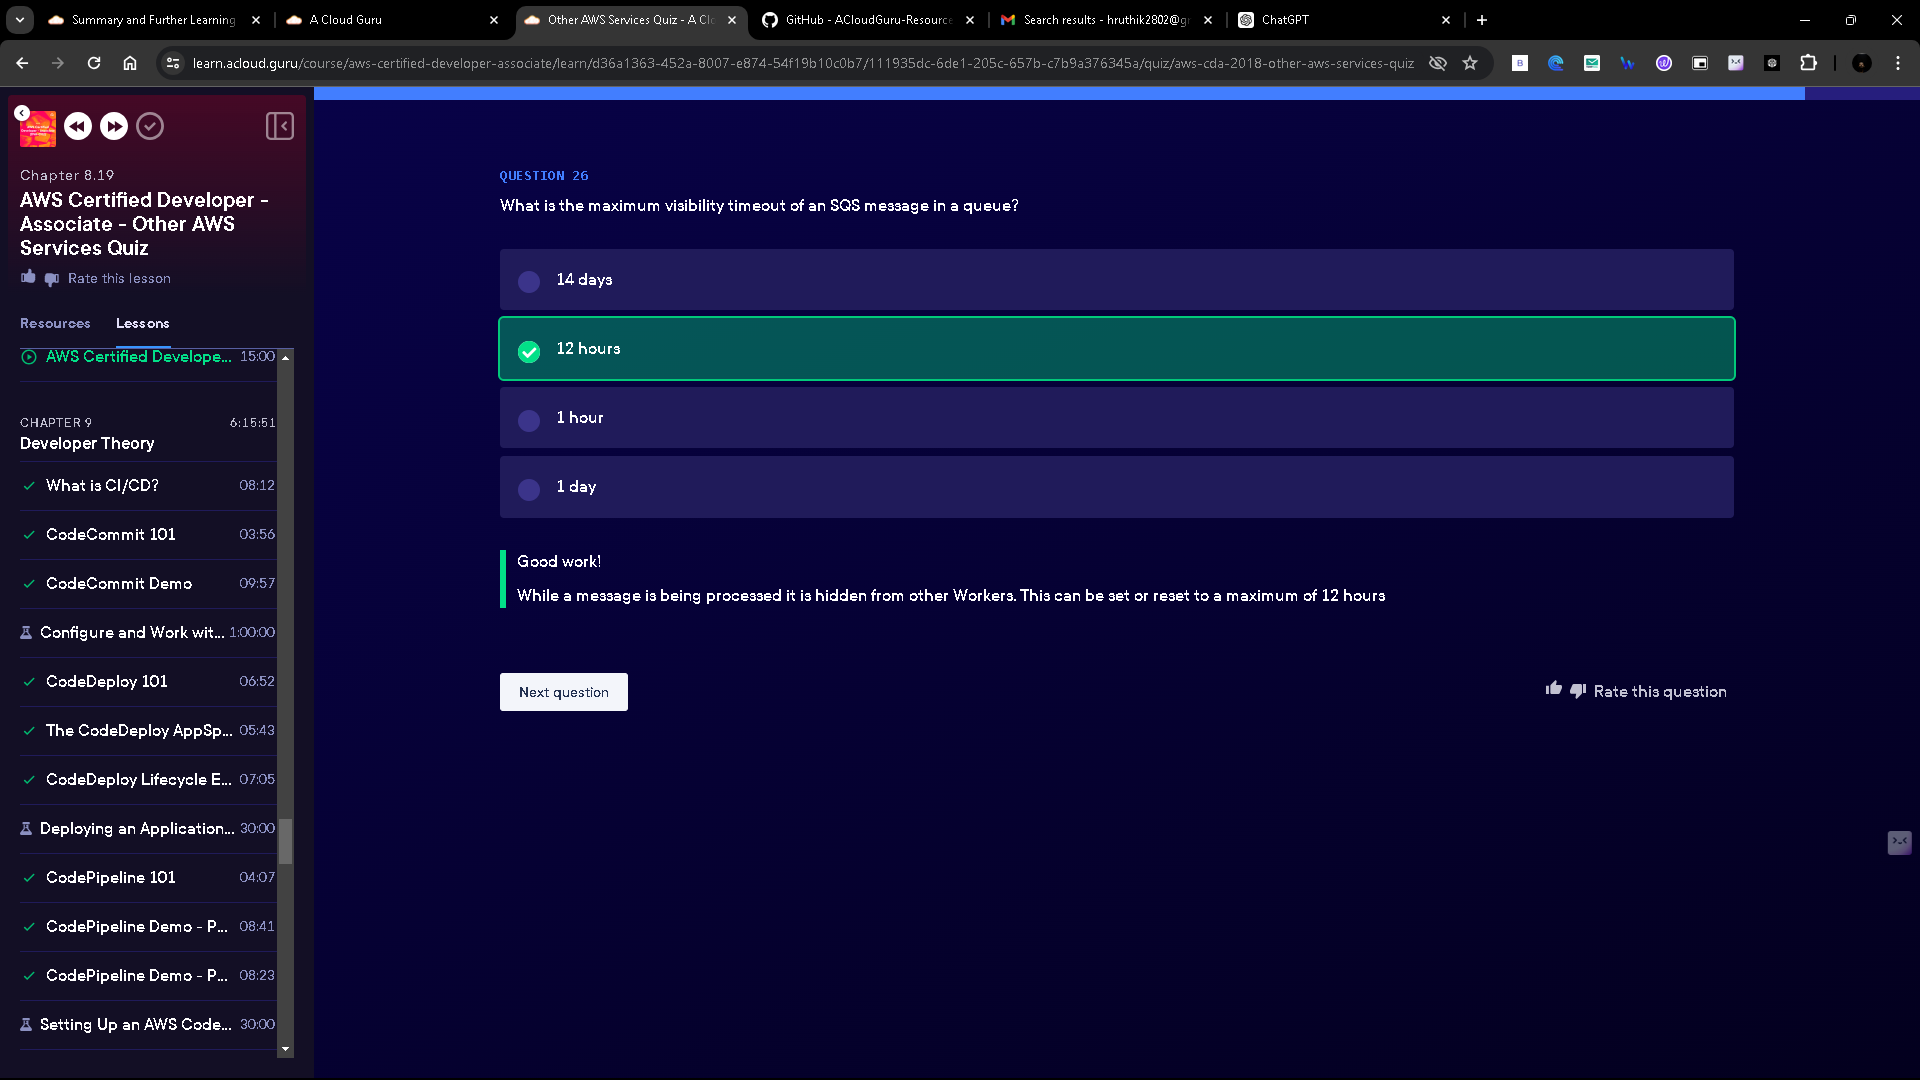 Summary and Further Learning
A Cloud Guru
Other AWS Services Quiz - A Clo
GitHub - ACloudGuru-Resource
Search results - hruthik2802@gr
ChatGPT
learn.acloud.guru/course/aws-certified-developer-associate/learn/d36a1363-452a-8007-e874-54f19b10c0b7/111935dc-6de1-205c-657b-c7b9a376345a/quiz/aws-cda-2018-other-aws-services-quiz
Chapter 8.19
AWS Certified Developer -
Associate - Other AWS
Services Quiz
Rate this lesson
Resources
Lessons
AWS Certified Develope... 15:00
CHAPTER 9 6:15:51
Developer Theory
What is CI/CD? 08:12
CodeCommit 101 03:56
CodeCommit Demo 09:57
Configure and Work wit... 1:00:00
CodeDeploy 101 06:52
The CodeDeploy AppSp... 05:43
CodeDeploy Lifecycle E... 07:05
Deploying an Application... 30:00
CodePipeline 101 04:07
CodePipeline Demo - P... 08:41
CodePipeline Demo - P... 08:23
Setting Up an AWS Code... 30:00
QUESTION 26
What is the maximum visibility timeout of an SQS message in a queue?
14 days
12 hours
1 hour
1 day
Good work!
While a message is being processed it is hidden from other Workers. This can be set or reset to a maximum of 12 hours
Next question
Rate this question